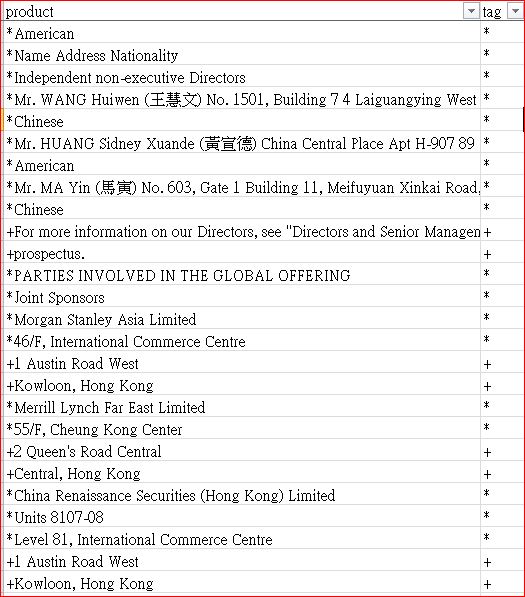 product tag
*American *
*Name Address Nationality *
*Independent non-executive Directors *
*Mr. WANG Huiwen (王慧文) No. 1501, Building 7 4 Laiguangying West *
*Chinese *
*Mr. HUANG Sidney Xuande (黃宣德) China Central Place Apt H-907 89 *
*American *
*Mr. MA Yin (馬寅) No. 603, Gate 1 Building 11, Meifuyuan Xinkai Road, *
*Chinese *
+For more information on our Directors, see "Directors and Senior Managen +
+prospectus. +
*PARTIES INVOLVED IN THE GLOBAL OFFERING *
*Joint Sponsors *
*Morgan Stanley Asia Limited *
*46/F, International Commerce Centre *
+1 Austin Road West +
+Kowloon, Hong Kong +
*Merrill Lynch Far East Limited *
*55/F, Cheung Kong Center *
+2 Queen's Road Central +
+Central, Hong Kong +
*China Renaissance Securities (Hong Kong) Limited *
*Units 8107-08 *
*Level 81, International Commerce Centre *
+1 Austin Road West +
+Kowloon, Hong Kong +